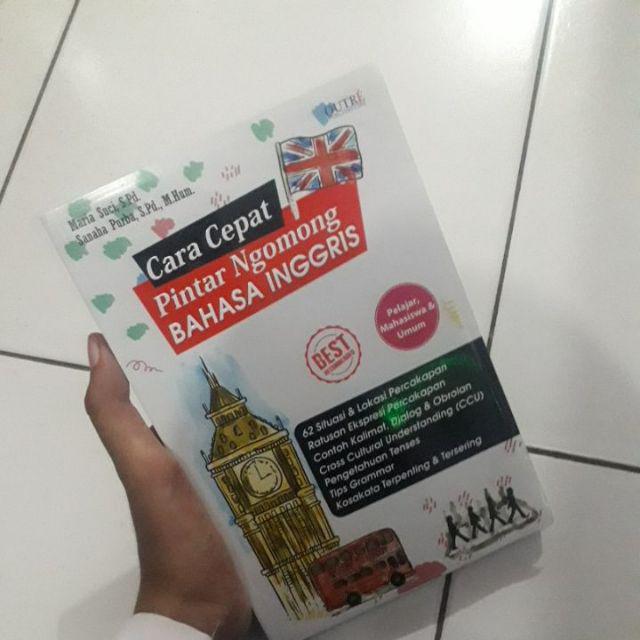 OUTRÉ
Maria Suci, S.Pd.
Sanaha Purba, S.Pd., M.Hum.
Cara Cepat
Pintar Ngomong
BAHASA INGGRIS
Pelajar,
Mahasiswa &
Umum
BEST
62 Situasi & Lokasi Percakapan
Ratusan Ekspresi Percakapan
Contoh Kalimat, Dialog & Obrolan
Cross Cultural Understanding (CCU)
Pengetahuan Tenses
Tips Grammar
Kosakata Terpenting & Tersering